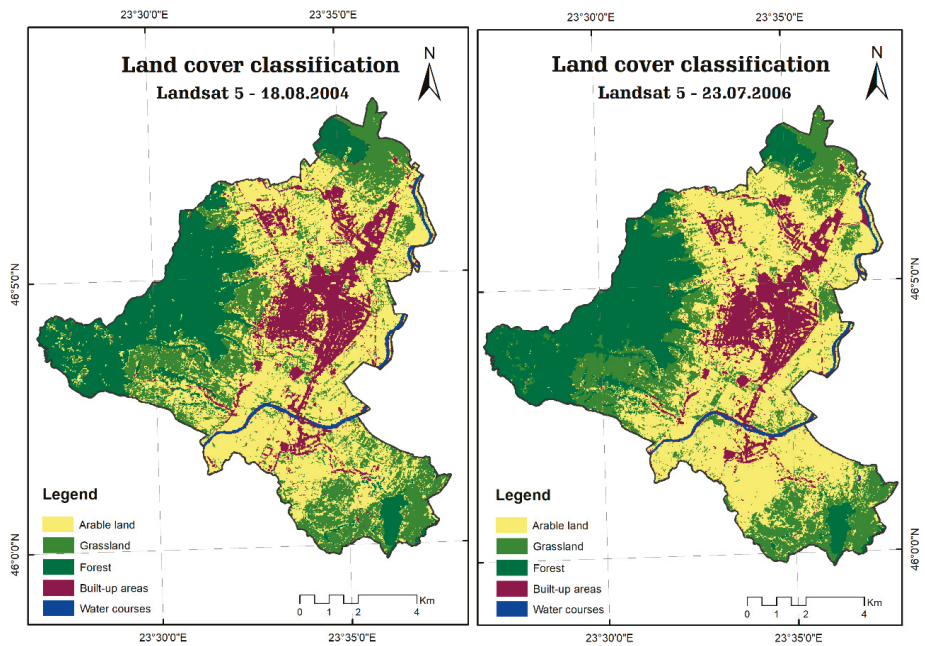 23°30'0"E 23°35'0"E
Land cover classification
Landsat 5 - 18.08.2004
N
46°5'0"N
46°0'0"N
Legend
Arable land
Grassland
Forest
Built-up areas
Water courses
Km
0 1 2 4
23°30'0"E 23°35'0"E
23°30'0"E 23°35'0"E
Land cover classification
Landsat 5 - 23.07.2006
N
46°5'0"N
46°0'0"N
Legend
Arable land
Grassland
Forest
Built-up areas
Water courses
Km
0 1 2 4
23°30'0"E 23°35'0"E